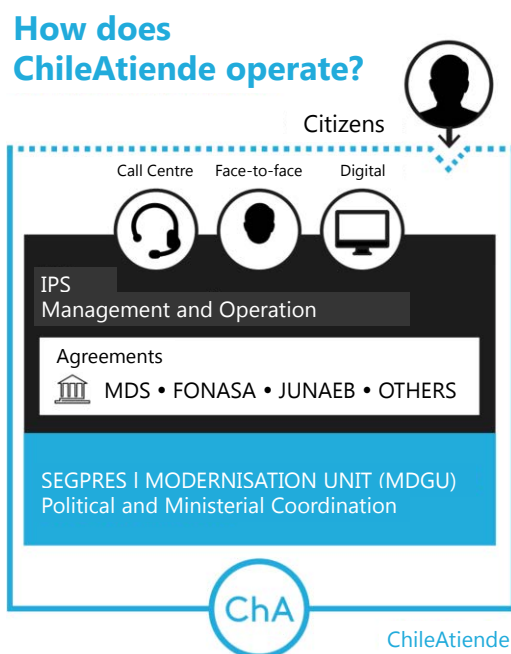 How does
ChileAtiende operate?
Citizens
Call Centre Face-to-face Digital
IPS
Management and Operation
Agreements
MDS • FONASA • JUNAEB • OTHERS
SEGPRES l MODERNISATION UNIT (MDGU)
Political and Ministerial Coordination
ChA
ChileAtiende